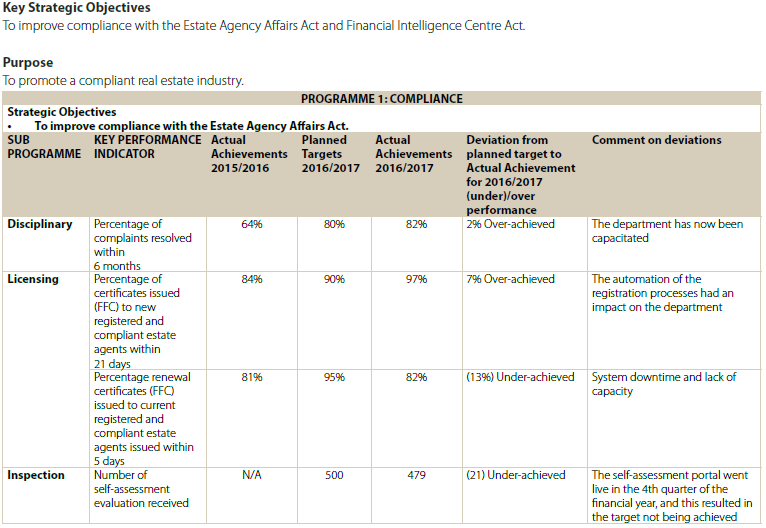 Key Strategic Objectives
To improve compliance with the Estate Agency Affairs Act and Financial Intelligence Centre Act.
Purpose
To promote a compliant real estate industry.
PROGRAMME 1: COMPLIANCE
Strategic Objectives
• To improve compliance with the Estate Agency Affairs Act.
SUB PROGRAMME | KEY PERFORMANCE INDICATOR | Actual Achievements 2015/2016 | Planned Targets 2016/2017 | Actual Achievements 2016/2017 | Deviation from planned target to Actual Achievement for 2016/2017 (under)/over performance | Comment on deviations
Disciplinary | Percentage of complaints resolved within 6 months | 64% | 80% | 82% | 2% Over-achieved | The department has now been capacitated
Licensing | Percentage of certificates issued (FFC) to new registered and compliant estate agents within 21 days | 84% | 90% | 97% | 7% Over-achieved | The automation of the registration processes had an impact on the department
Percentage renewal certificates (FFC) issued to current registered and compliant estate agents issued within 5 days | 81% | 95% | 82% | (13%) Under-achieved | System downtime and lack of capacity
Inspection | Number of self-assessment evaluation received | N/A | 500 | 479 | (21) Under-achieved | The self-assessment portal went live in the 4th quarter of the financial year, and this resulted in the target not being achieved